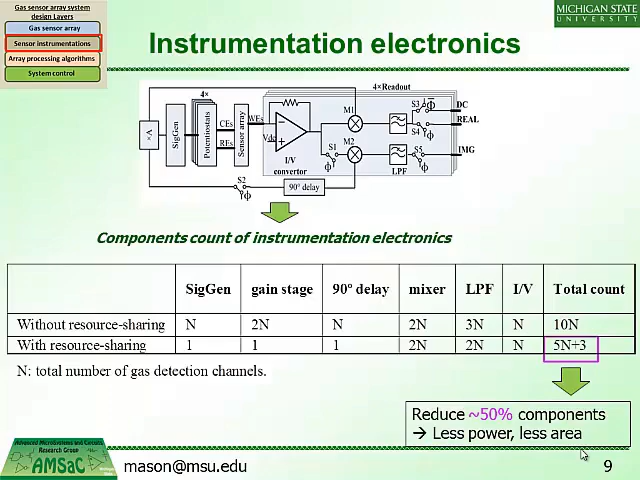 Gas sensor array system
design Layers
Gas sensor array
Sensor instrumentations
Array processing algorithms
System control
MICHIGAN STATE
UNIVERSITY
Instrumentation electronics
4×
4×Readout
×A
SigGen
Potentiostats
CEs
REs
Sensor array
WEs
Vdc
I/V
convertor
M1
M2
S1
ϕ
S2
ϕ
90º delay
LPF
S3
ϕ
S4
ϕ
S5
ϕ
DC
REAL
IMG
Components count of instrumentation electronics
SigGen gain stage 90º delay mixer LPF I/V Total count
Without resource-sharing N 2N N 2N 3N N 10N
With resource-sharing 1 1 1 2N 2N N 5N+3
N: total number of gas detection channels.
Reduce ~50% components
→ Less power, less area
Advanced MicroSystems and Circuits
Research Group
AMSaC
mason@msu.edu
9